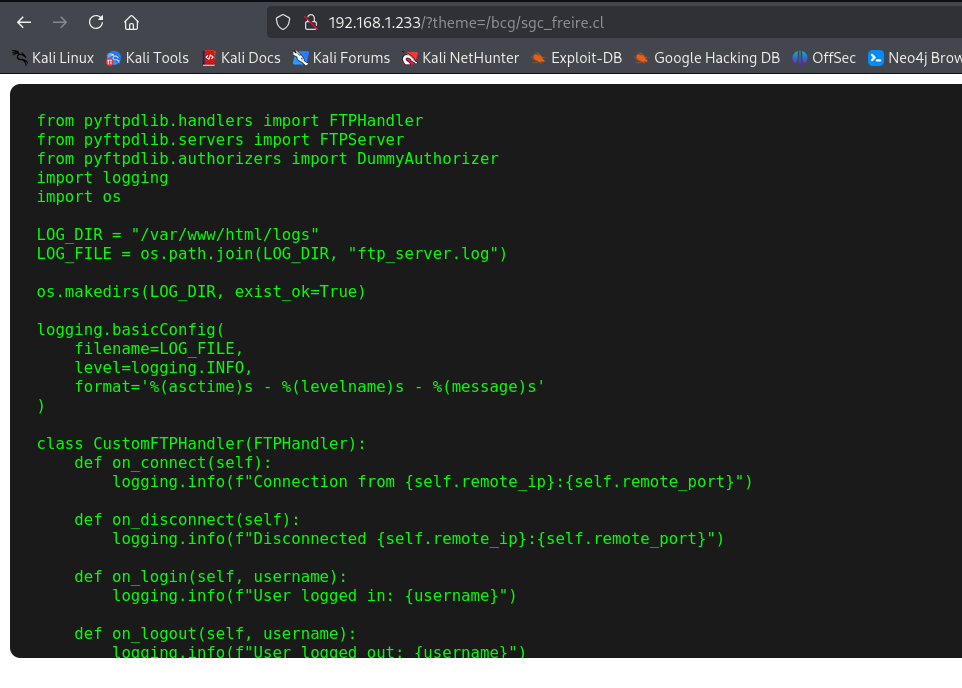 192.168.1.233/?theme=/bcg/sgc_freire.cl
Kali Linux Kali Tools Kali Docs Kali Forums Kali NetHunter Exploit-DB Google Hacking DB OffSec Neo4j Brow
from pyftpdlib.handlers import FTPHandler
from pyftpdlib.servers import FTPServer
from pyftpdlib.authorizers import DummyAuthorizer
import logging
import os
LOG_DIR = "/var/www/html/logs"
LOG_FILE = os.path.join(LOG_DIR, "ftp_server.log")
os.makedirs(LOG_DIR, exist_ok=True)
logging.basicConfig(
    filename=LOG_FILE,
    level=logging.INFO,
    format='%(asctime)s - %(levelname)s - %(message)s'
)
class CustomFTPHandler(FTPHandler):
    def on_connect(self):
        logging.info(f"Connection from {self.remote_ip}:{self.remote_port}")
    def on_disconnect(self):
        logging.info(f"Disconnected {self.remote_ip}:{self.remote_port}")
    def on_login(self, username):
        logging.info(f"User logged in: {username}")
    def on_logout(self, username):
        logging.info(f"User logged out: {username}")